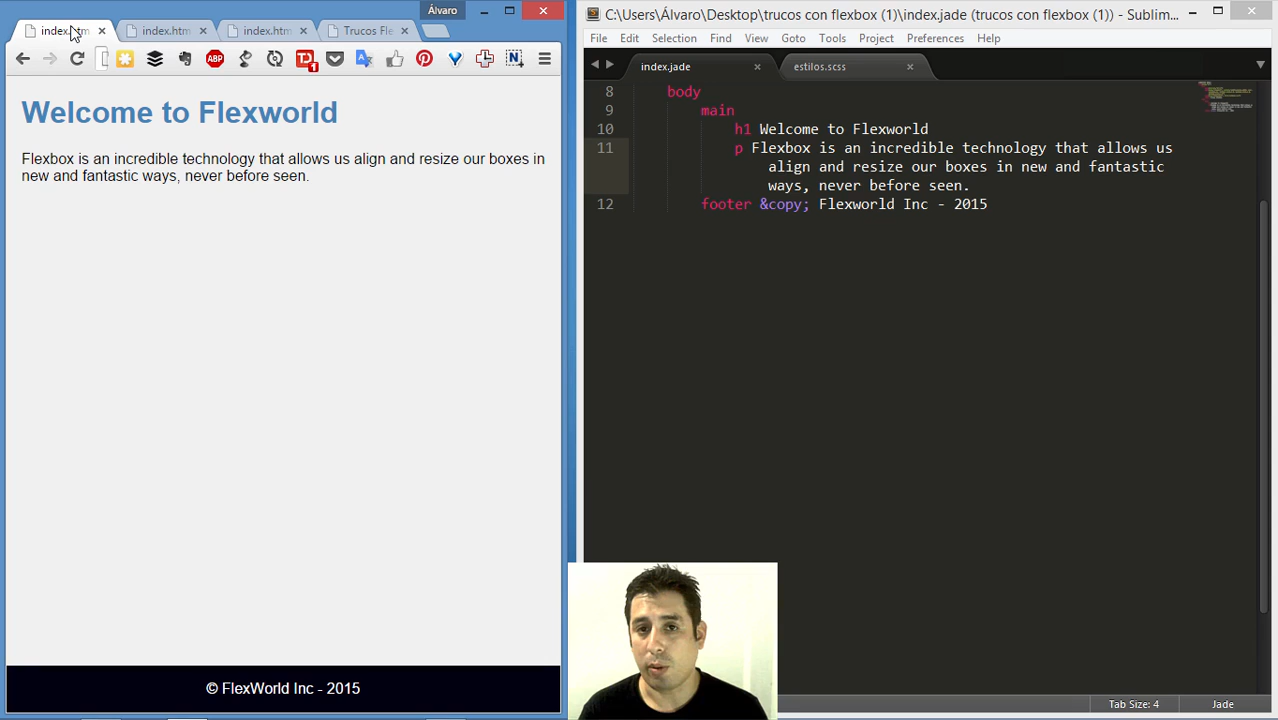 Álvaro
index.htm
index.htm
index.htm
Trucos Fle
ABP
TD
1
N
Welcome to Flexworld
Flexbox is an incredible technology that allows us align and resize our boxes in
new and fantastic ways, never before seen.
© FlexWorld Inc - 2015
C:\Users\Álvaro\Desktop\trucos con flexbox (1)\index.jade (trucos con flexbox (1)) - Sublim...
File Edit Selection Find View Goto Tools Project Preferences Help
index.jade
estilos.scss
8 body
9 main
10 h1 Welcome to Flexworld
11 p Flexbox is an incredible technology that allows us
align and resize our boxes in new and fantastic
ways, never before seen.
12 footer &copy; Flexworld Inc - 2015
Tab Size: 4
Jade